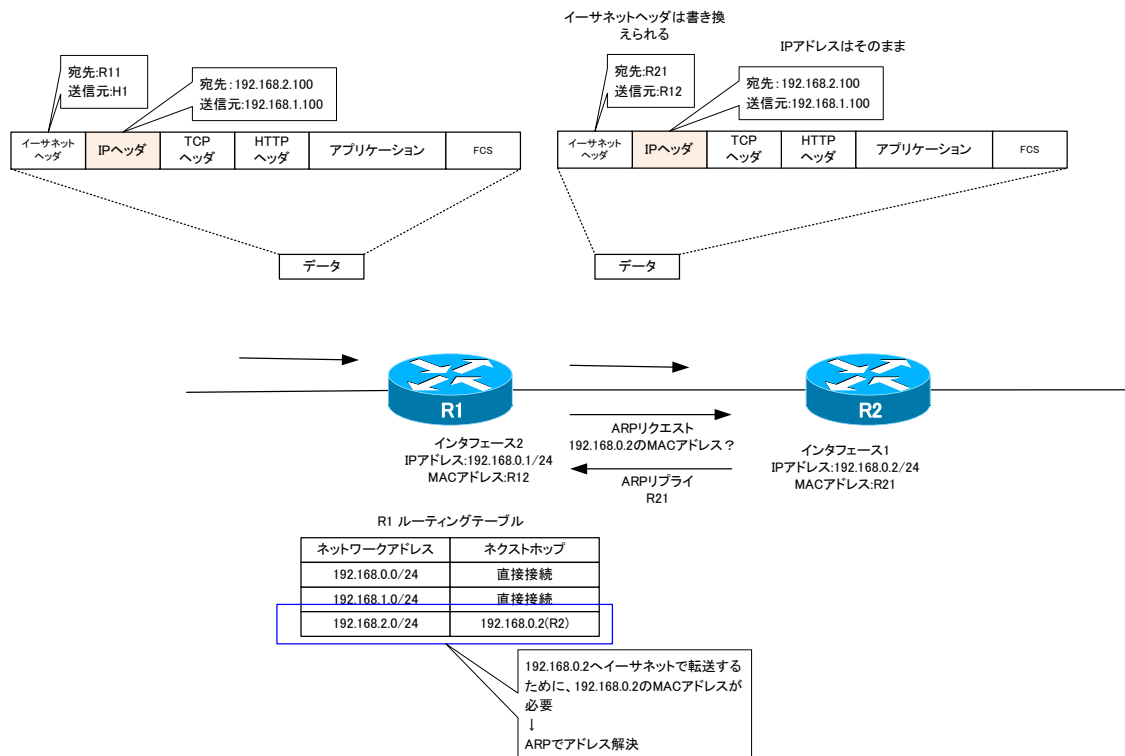 イーサネットヘッダは書き換
えられる
IPアドレスはそのまま
宛先:R11
送信元:H1
宛先：192.168.2.100
送信元:192.168.1.100
宛先:R21
送信元:R12
宛先：192.168.2.100
送信元:192.168.1.100
イーサネット
ヘッダ
IPヘッダ
TCP
ヘッダ
HTTP
ヘッダ
アプリケーション
FCS
イーサネット
ヘッダ
IPヘッダ
TCP
ヘッダ
HTTP
ヘッダ
アプリケーション
FCS
データ
データ
R1
R2
ARPリクエスト
192.168.0.2のMACアドレス？
ARPリプライ
R21
インタフェース2
IPアドレス:192.168.0.1/24
MACアドレス:R12
インタフェース1
IPアドレス:192.168.0.2/24
MACアドレス:R21
R1 ルーティングテーブル
ネットワークアドレス ネクストホップ
192.168.0.0/24 直接接続
192.168.1.0/24 直接接続
192.168.2.0/24 192.168.0.2(R2)
192.168.0.2へイーサネットで転送する
ために、192.168.0.2のMACアドレスが
必要
↓
ARPでアドレス解決